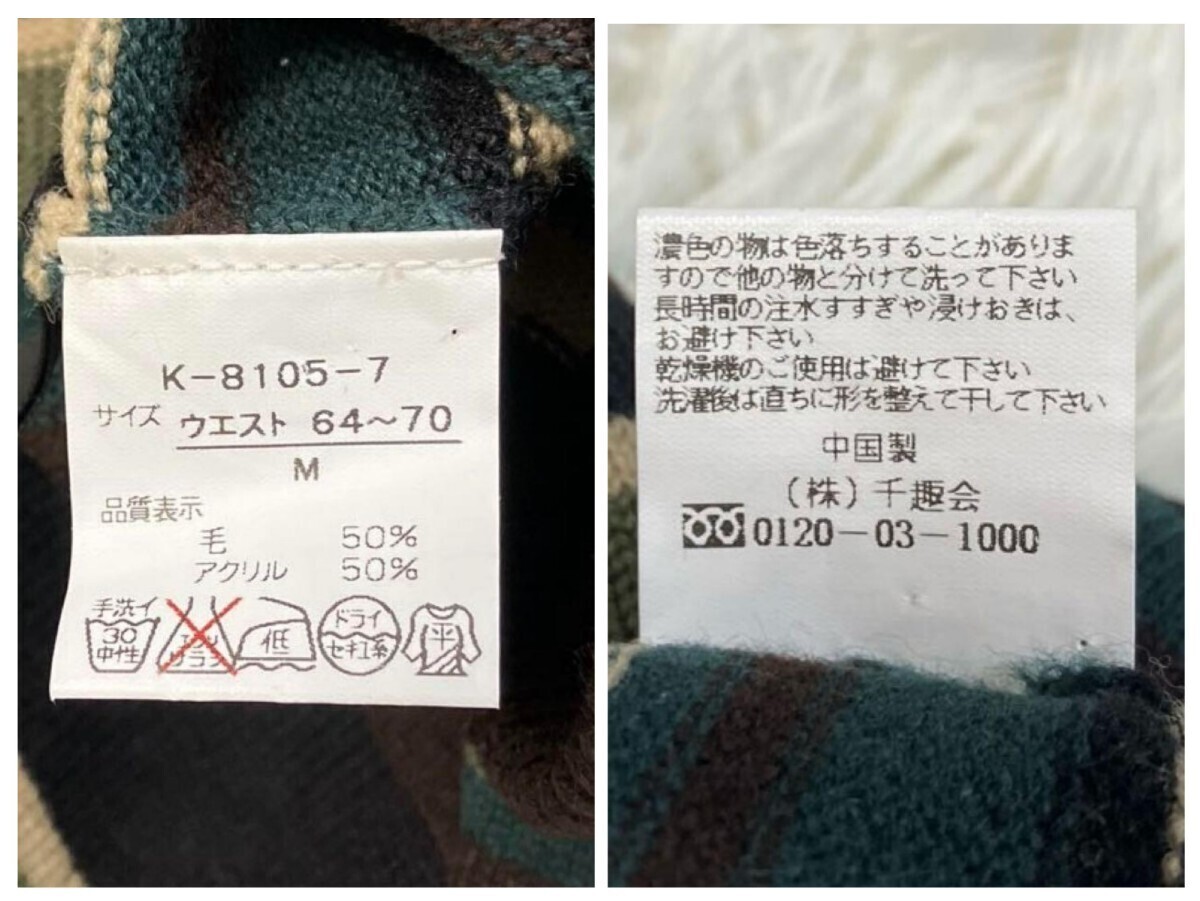 K-8105-7
サイズ ウエスト 64～70
M
品質表示
毛 50%
アクリル 50%
手洗イ
30
中性
エンソ
サラシ
低
ドライ
セキユ系
平
濃色の物は色落ちすることがありま
すので他の物と分けて洗って下さい
長時間の注水すすぎや浸けおきは、
お避け下さい
乾燥機のご使用は避けて下さい
洗濯後は直ちに形を整えて干して下さい
中国製
（株）千趣会
0120-03-1000